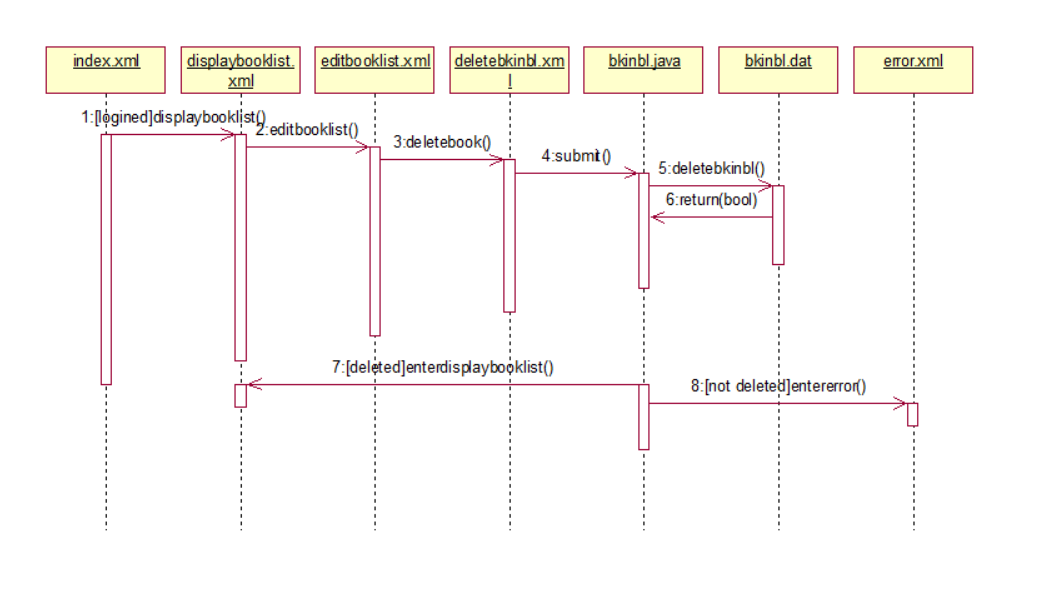 index.xml
displaybooklist.
xml
editbooklist.xml
deletebkinbl.xm
l
bkinbl.java
bkinbl.dat
error.xml
1:[logined]displaybooklist()
2:editbooklist()
3:deletebook()
4:submit()
5:deletebkinbl()
6:return(bool)
7:[deleted]enterdisplaybooklist()
8:[not deleted]entererror()